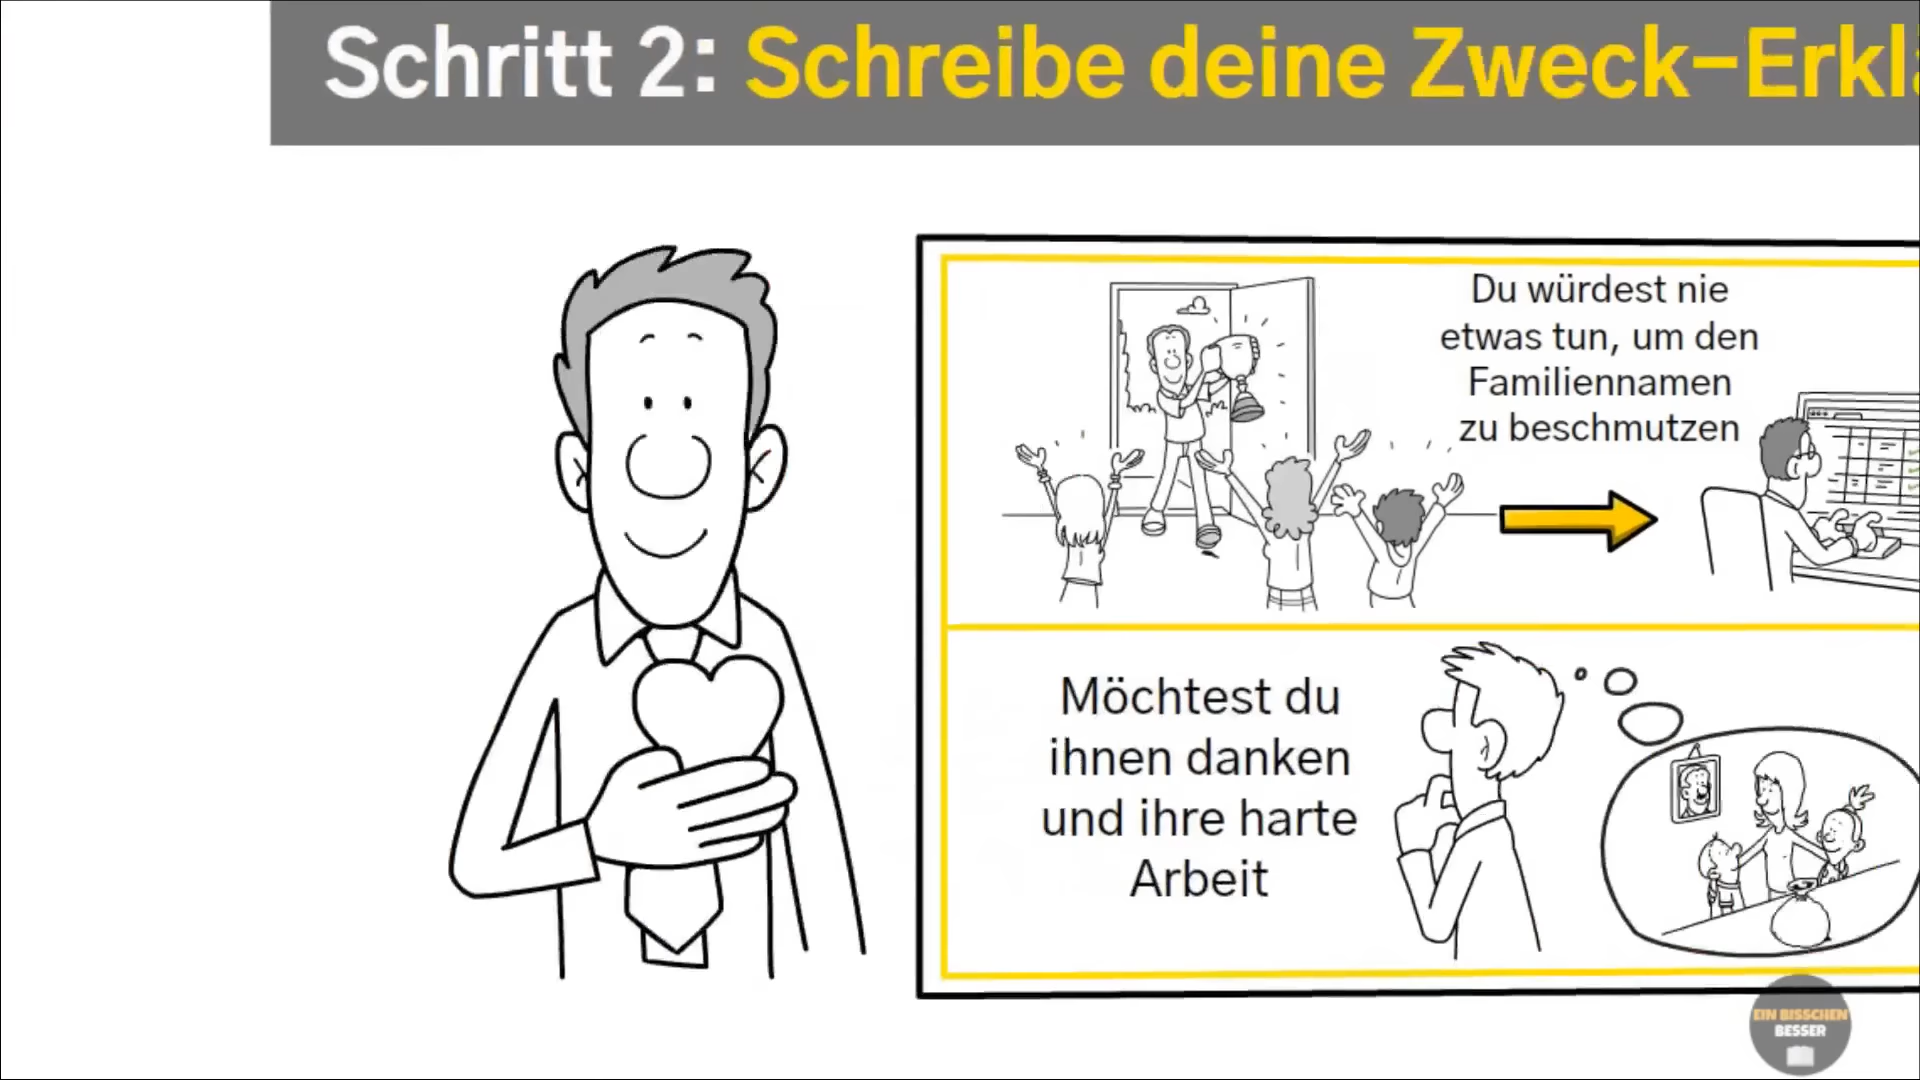 Schritt 2: Schreibe deine Zweck-Erklä
Du würdest nie
etwas tun, um den
Familiennamen
zu beschmutzen
Möchtest du
ihnen danken
und ihre harte
Arbeit
EIN BISSCHEN
BESSER